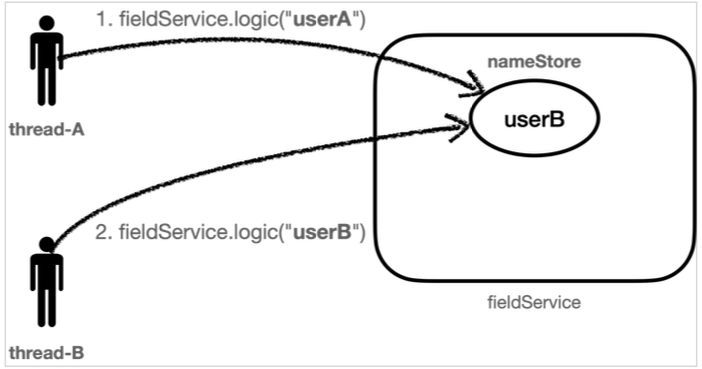 1. fieldService.logic("userA")
nameStore
userB
thread-A
2. fieldService.logic("userB")
fieldService
thread-B